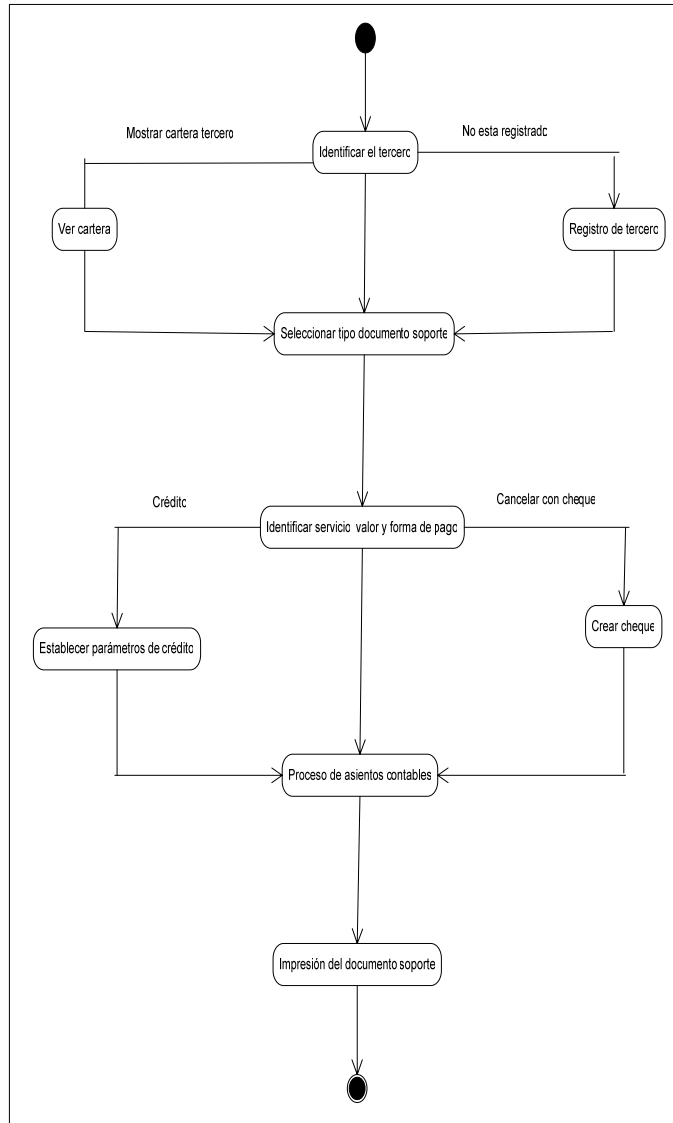 Mostrar cartera tercero
No esta registrado
Identificar el tercero
Ver cartera
Registro de tercero
Seleccionar tipo documento soporte
Crédito
Cancelar con cheque
Identificar servicio valor y forma de pago
Establecer parámetros de crédito
Crear cheque
Proceso de asientos contables
Impresión del documento soporte